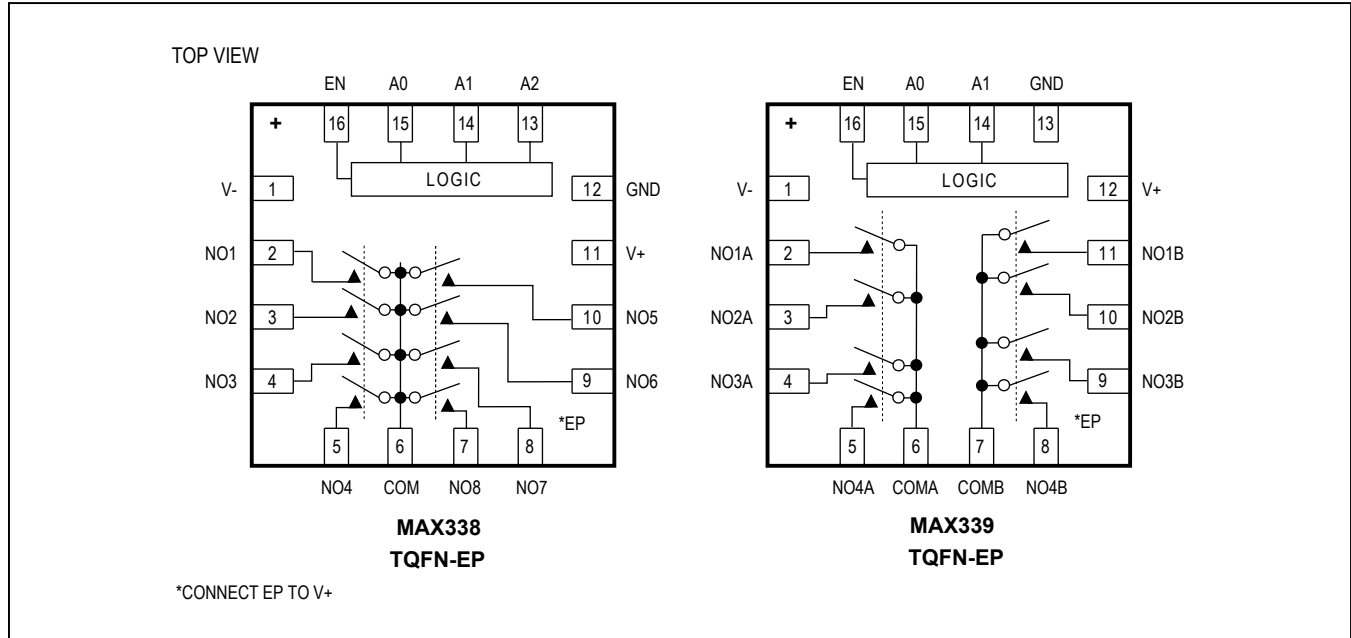 TOP VIEW
EN A0 A1 A2
+ 16 15 14 13
LOGIC
V- 1
12 GND
NO1 2
11 V+
NO2 3
10 NO5
NO3 4
9 NO6
*EP
5 6 7 8
NO4 COM NO8 NO7
MAX338
TQFN-EP
EN A0 A1 GND
+ 16 15 14 13
LOGIC
V- 1
12 V+
NO1A 2
11 NO1B
NO2A 3
10 NO2B
NO3A 4
9 NO3B
*EP
5 6 7 8
NO4A COMA COMB NO4B
MAX339
TQFN-EP
*CONNECT EP TO V+